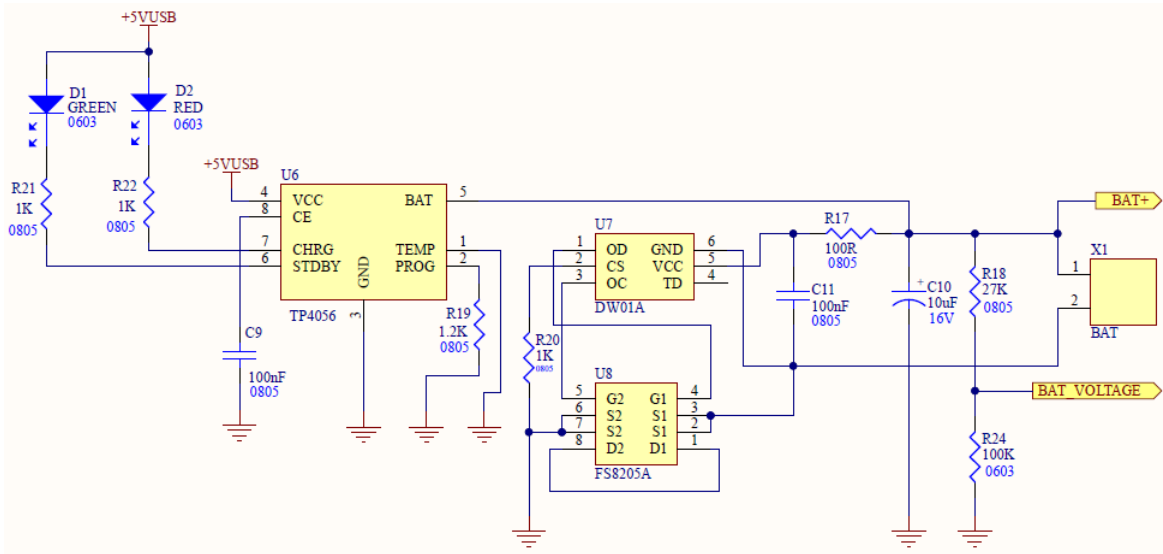 +5VUSB
D1
GREEN
0603
D2
RED
0603
R21
1K
0805
R22
1K
0805
+5VUSB
U6
4 VCC BAT 5
8 CE
7 CHRG TEMP 1
6 STDBY PROG 2
GND
3
TP4056
C9
100nF
0805
R19
1.2K
0805
U7
1 OD GND 6
2 CS VCC 5
3 OC TD 4
DW01A
R20
1K
0805
U8
5 G2 G1 4
6 S2 S1 3
7 S2 S1 2
8 D2 D1 1
FS8205A
R17
100R
0805
C11
100nF
0805
+
C10
10uF
16V
R18
27K
0805
BAT+
X1
1
2
BAT
BAT_VOLTAGE
R24
100K
0603